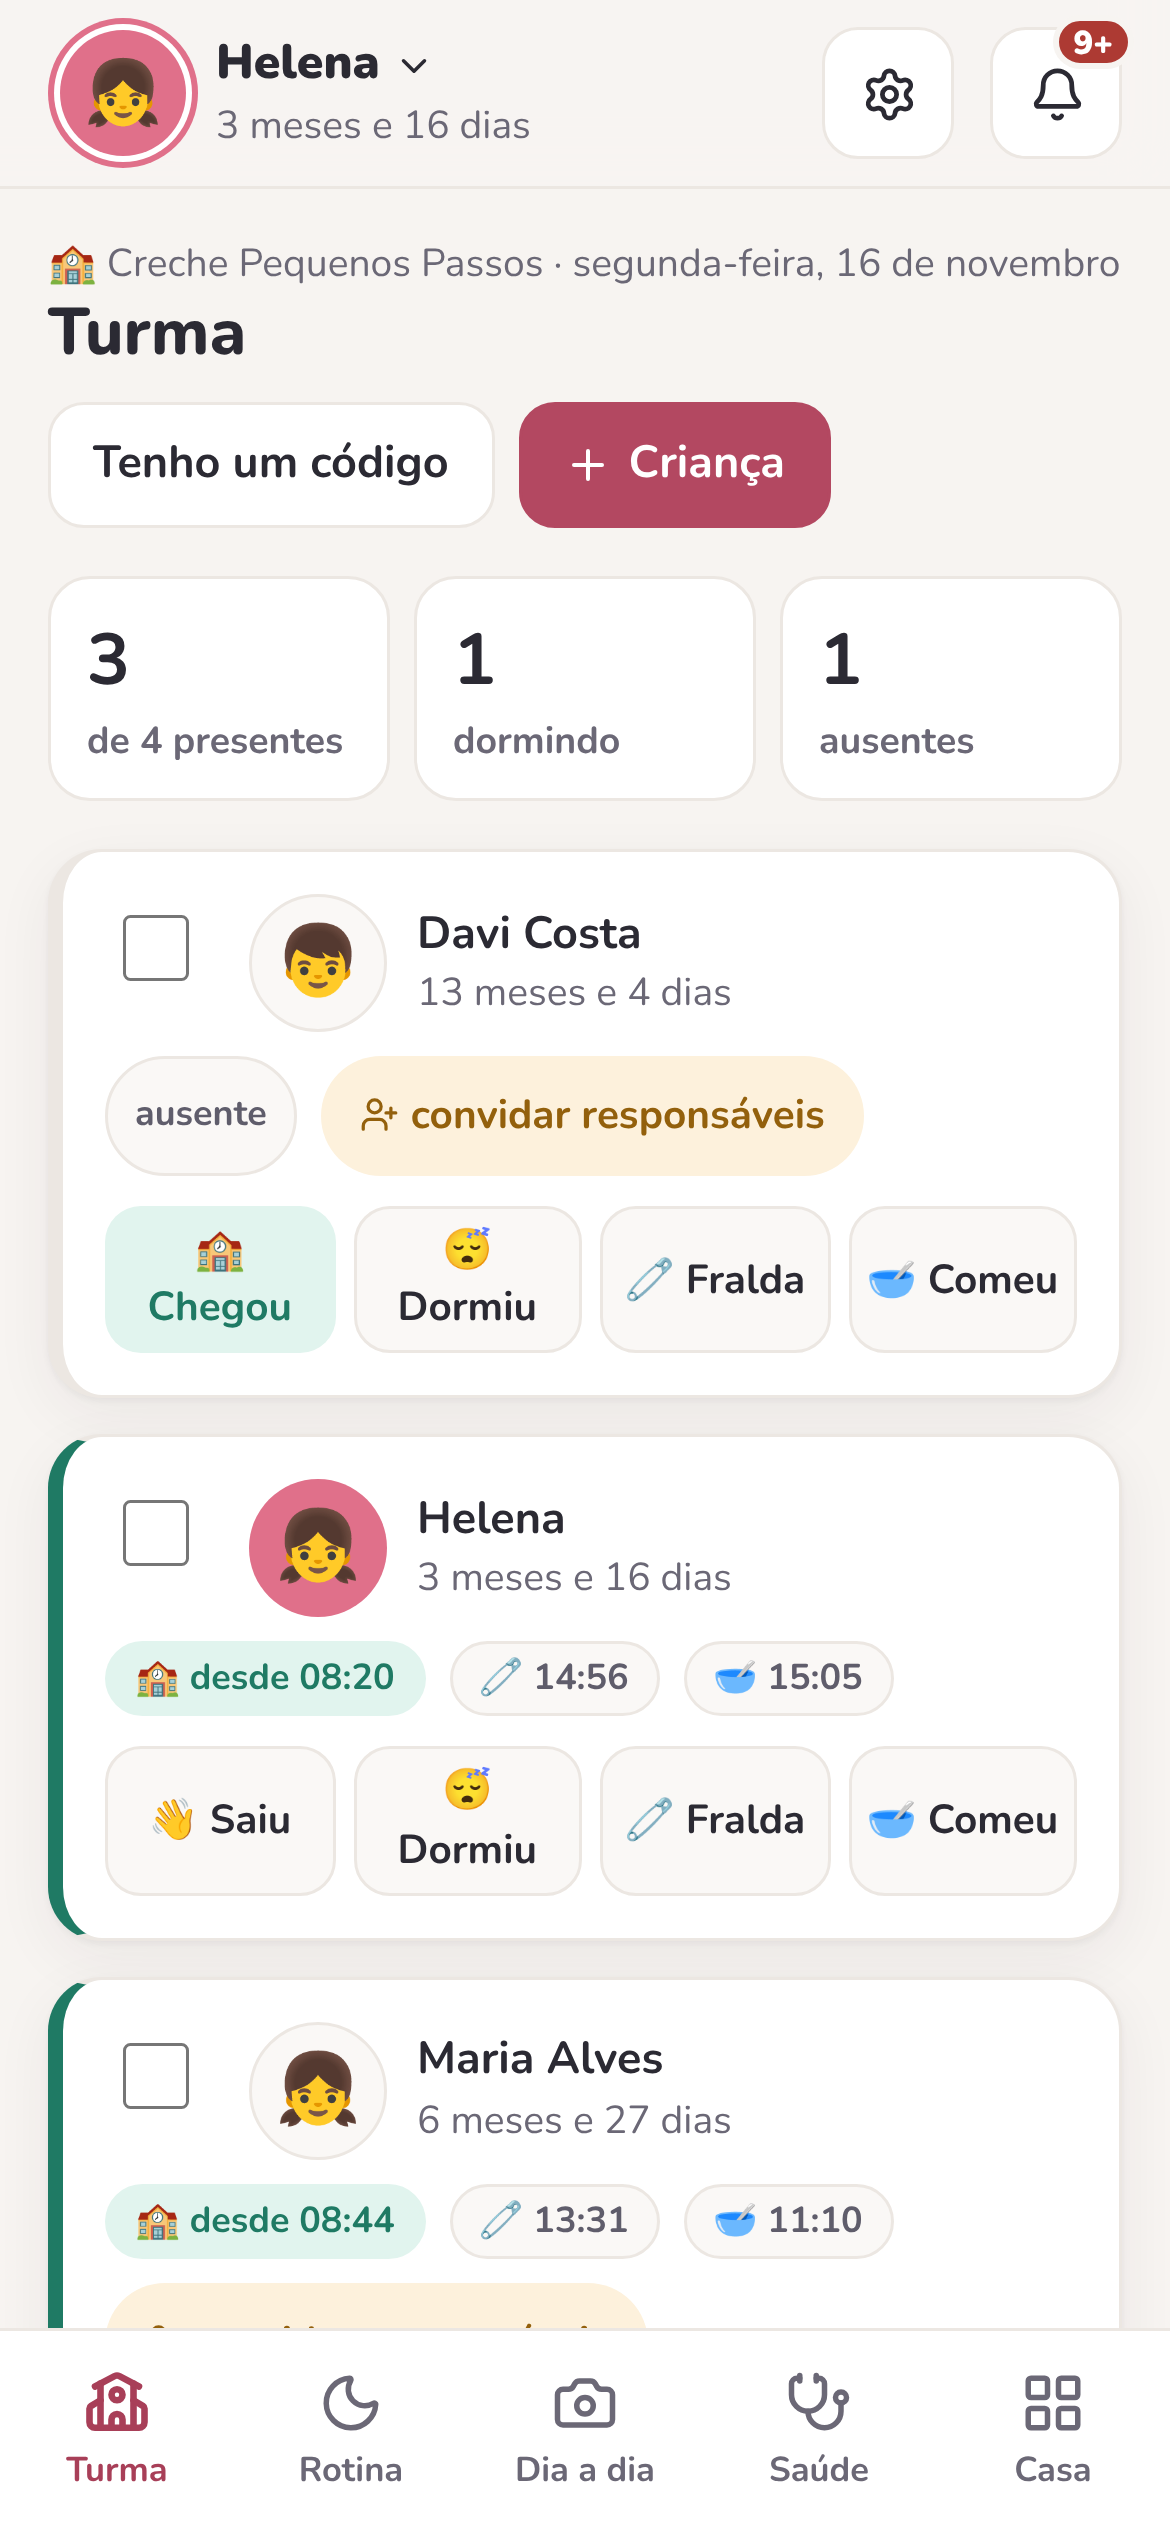 Helena
9+
3 meses e 16 dias
Creche Pequenos Passos · segunda-feira, 16 de novembro
Turma
Tenho um código
+ Criança
3
de 4 presentes
1
dormindo
1
ausentes
Davi Costa
13 meses e 4 dias
ausente
convidar responsáveis
Chegou
Dormiu
Fralda
Comeu
Helena
3 meses e 16 dias
desde 08:20
14:56
15:05
Saiu
Dormiu
Fralda
Comeu
Maria Alves
6 meses e 27 dias
desde 08:44
13:31
11:10
Turma
Rotina
Dia a dia
Saúde
Casa